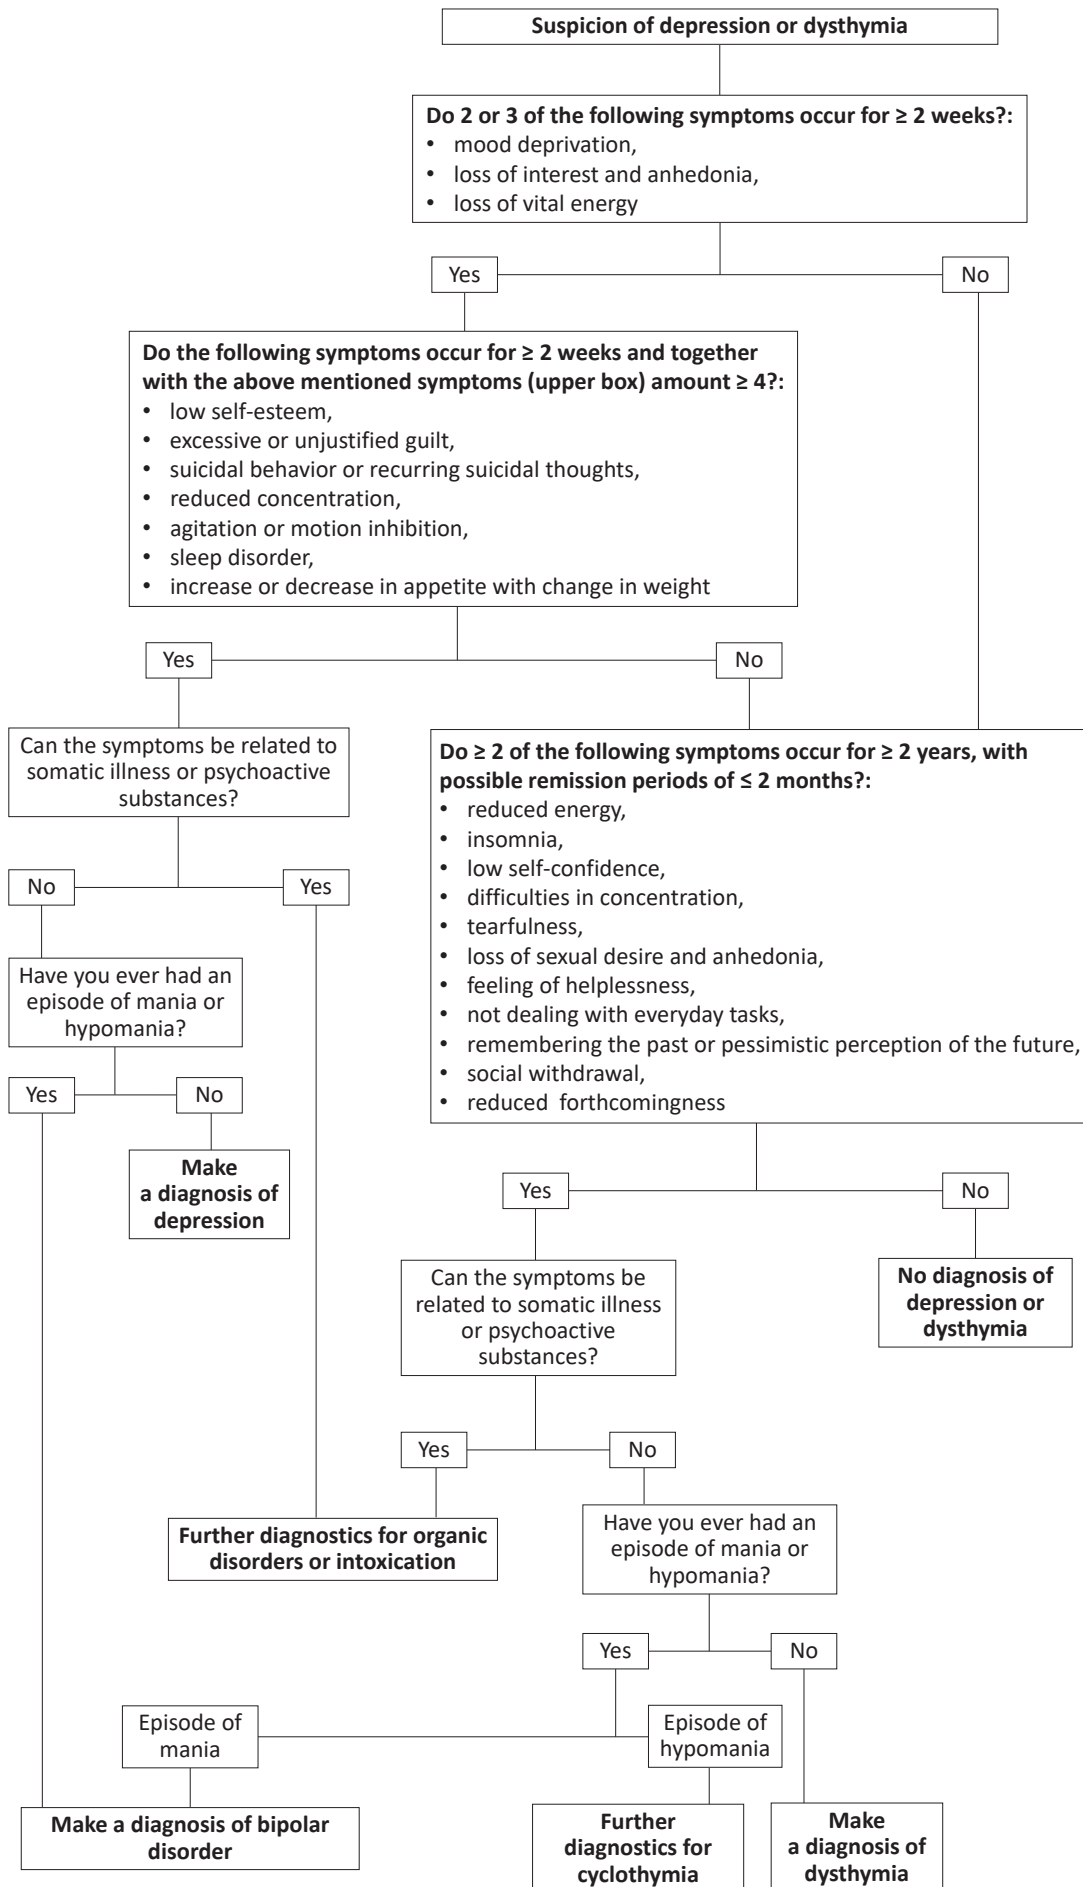 Suspicion of depression or dysthymia
Do 2 or 3 of the following symptoms occur for ≥ 2 weeks?:
• mood deprivation,
• loss of interest and anhedonia,
• loss of vital energy
Yes
No
Do the following symptoms occur for ≥ 2 weeks and together
with the above mentioned symptoms (upper box) amount ≥ 4?:
• low self-esteem,
• excessive or unjustified guilt,
• suicidal behavior or recurring suicidal thoughts,
• reduced concentration,
• agitation or motion inhibition,
• sleep disorder,
• increase or decrease in appetite with change in weight
Yes
No
Can the symptoms be related to
somatic illness or psychoactive
substances?
No
Yes
Have you ever had an
episode of mania or
hypomania?
Yes
No
Make
a diagnosis of
depression
Do ≥ 2 of the following symptoms occur for ≥ 2 years, with
possible remission periods of ≤ 2 months?:
• reduced energy,
• insomnia,
• low self-confidence,
• difficulties in concentration,
• tearfulness,
• loss of sexual desire and anhedonia,
• feeling of helplessness,
• not dealing with everyday tasks,
• remembering the past or pessimistic perception of the future,
• social withdrawal,
• reduced forthcomingness
Yes
No
Can the symptoms be
related to somatic illness
or psychoactive
substances?
No diagnosis of
depression or
dysthymia
Yes
No
Further diagnostics for organic
disorders or intoxication
Have you ever had an
episode of mania or
hypomania?
Yes
No
Episode of
mania
Episode of
hypomania
Make a diagnosis of bipolar
disorder
Further
diagnostics for
cyclothymia
Make
a diagnosis of
dysthymia